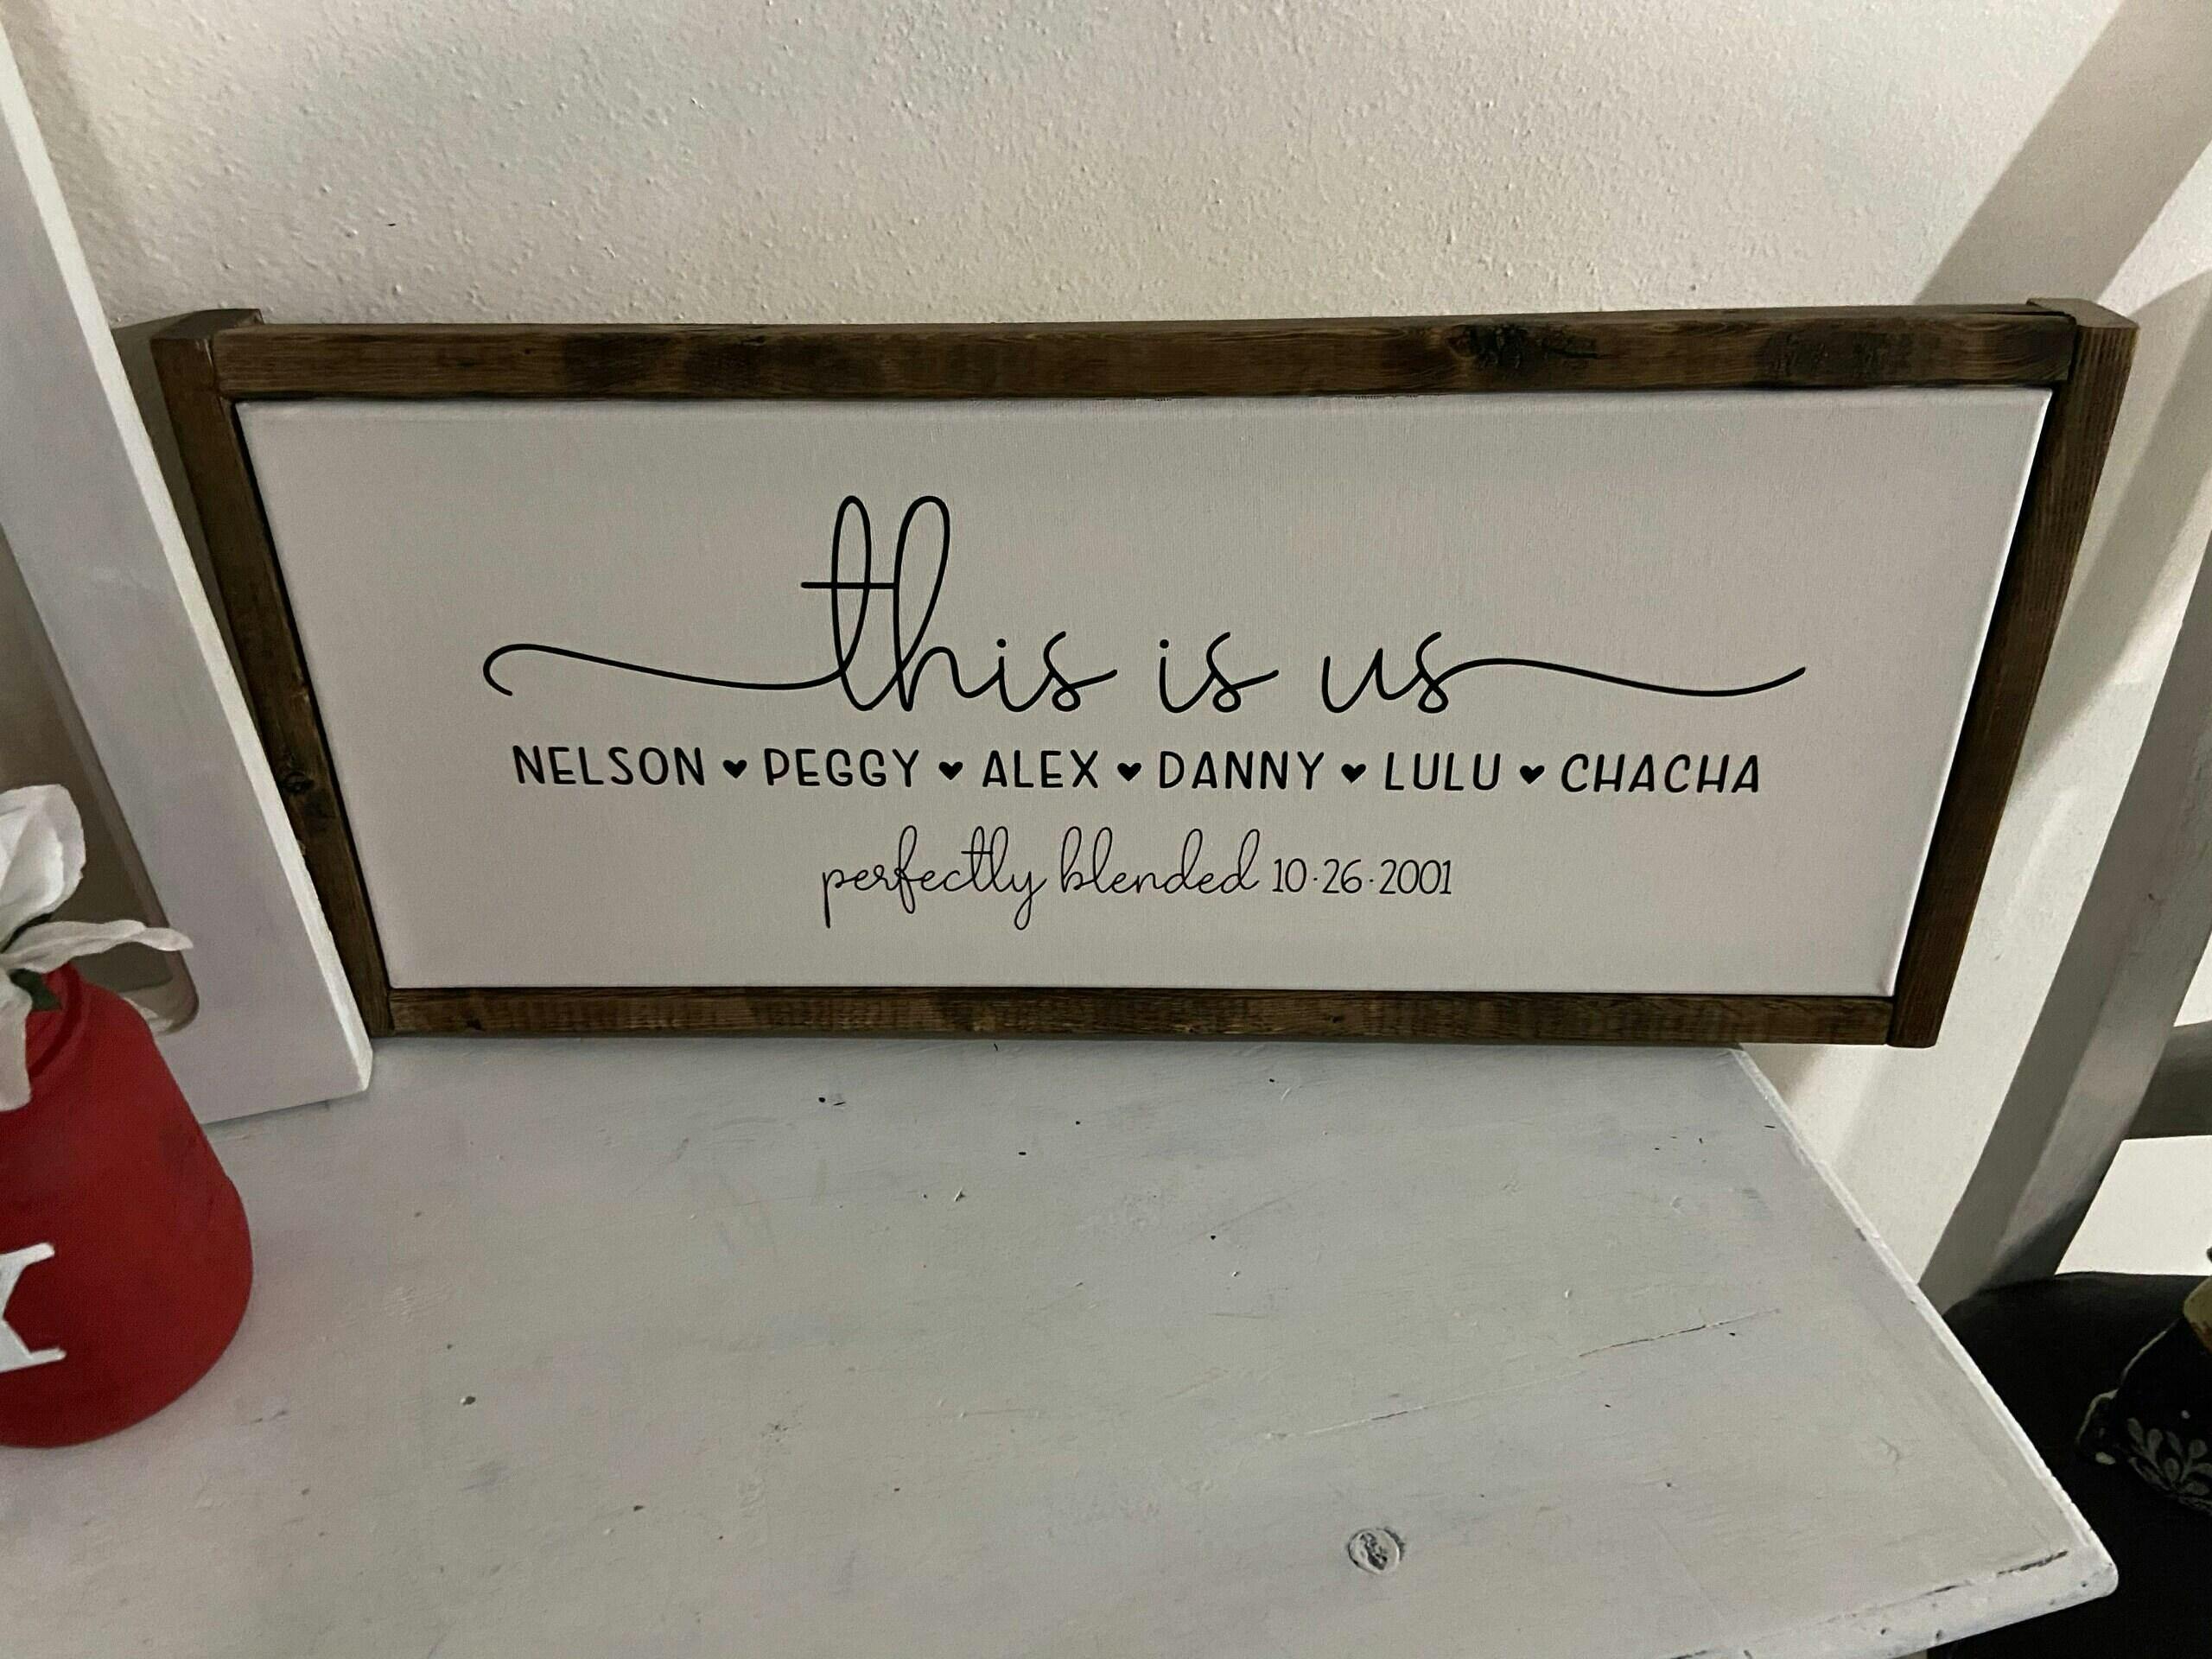 this is us
NELSON ♥ PEGGY ♥ ALEX ♥ DANNY ♥ LULU ♥ CHACHA
perfectly blended 10·26·2001